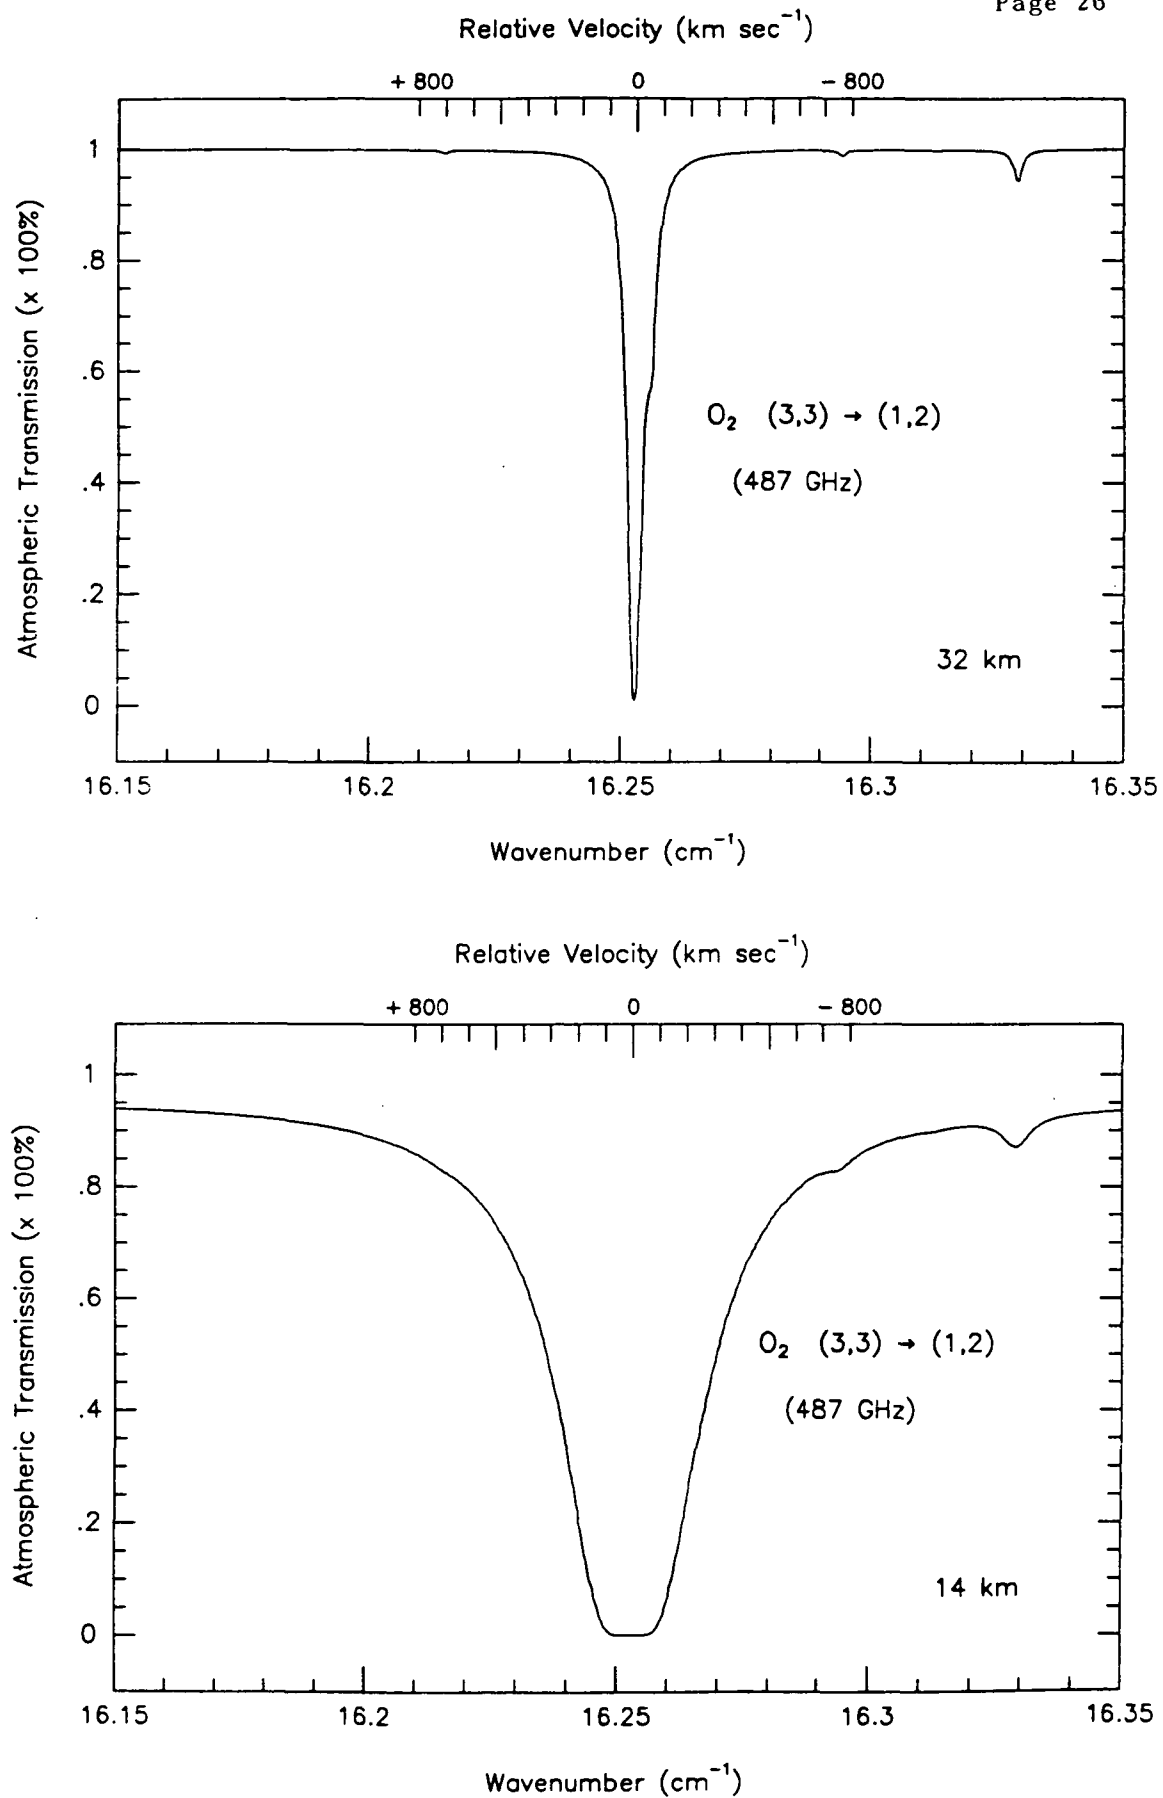 Page 26
Relative Velocity (km sec⁻¹)
+ 800 0 − 800
1
.8
.6
.4
.2
0
Atmospheric Transmission (x 100%)
O₂ (3,3) → (1,2)
(487 GHz)
32 km
16.15 16.2 16.25 16.3 16.35
Wavenumber (cm⁻¹)
Relative Velocity (km sec⁻¹)
+ 800 0 − 800
1
.8
.6
.4
.2
0
Atmospheric Transmission (x 100%)
O₂ (3,3) → (1,2)
(487 GHz)
14 km
16.15 16.2 16.25 16.3 16.35
Wavenumber (cm⁻¹)